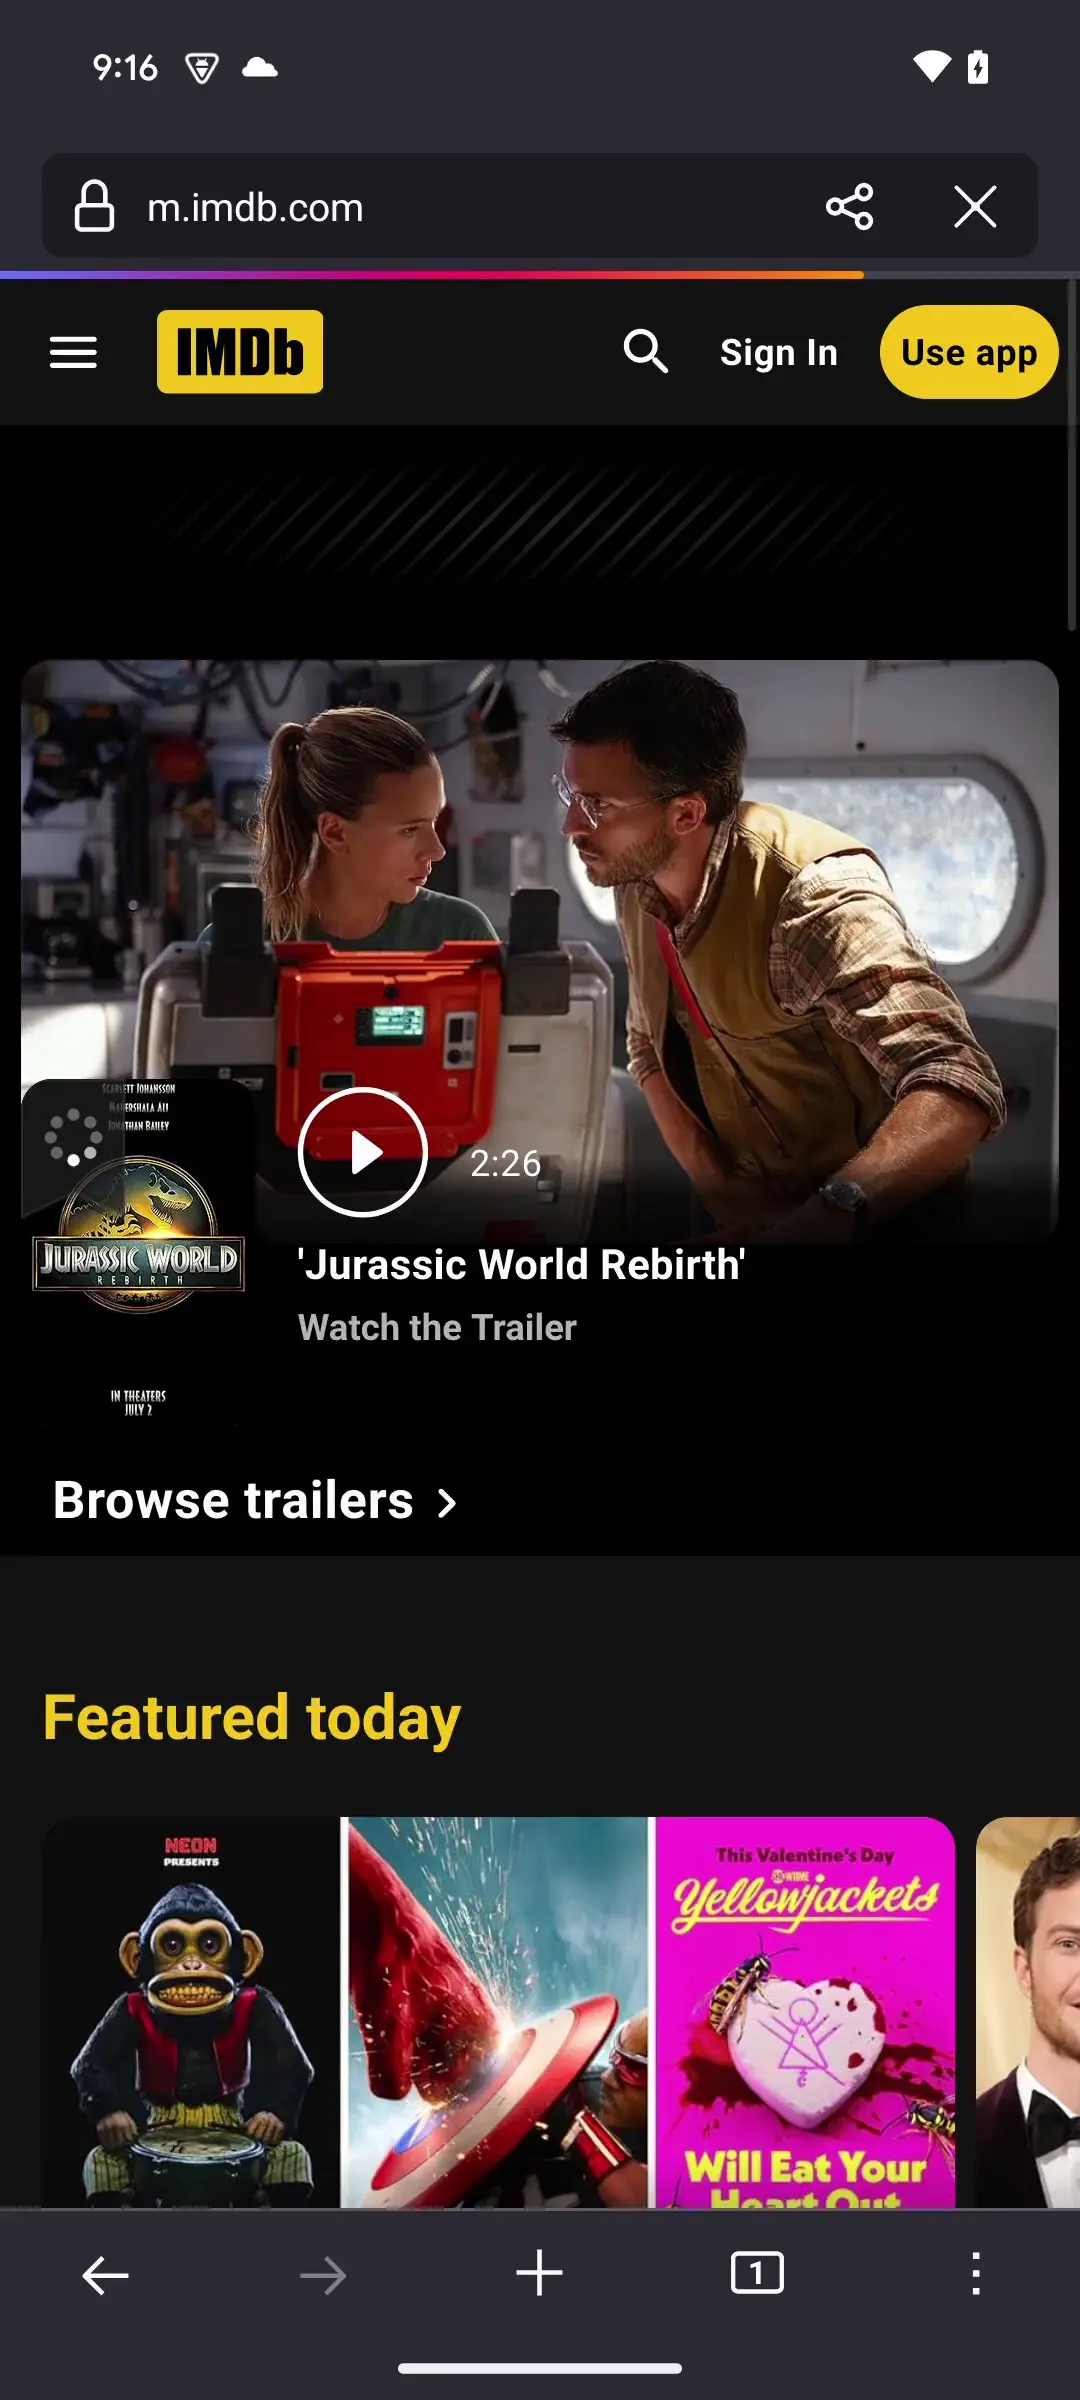 9:16
m.imdb.com
IMDb
Sign In
Use app
SCARLETT JOHANSSON
MAHERSHALA ALI
JONATHAN BAILEY
JURASSIC WORLD
REBIRTH
IN THEATERS
JULY 2
2:26
'Jurassic World Rebirth'
Watch the Trailer
Browse trailers
Featured today
NEON
PRESENTS
This Valentine's Day
SHOWTIME
Yellowjackets
Will Eat Your
Heart Out
1